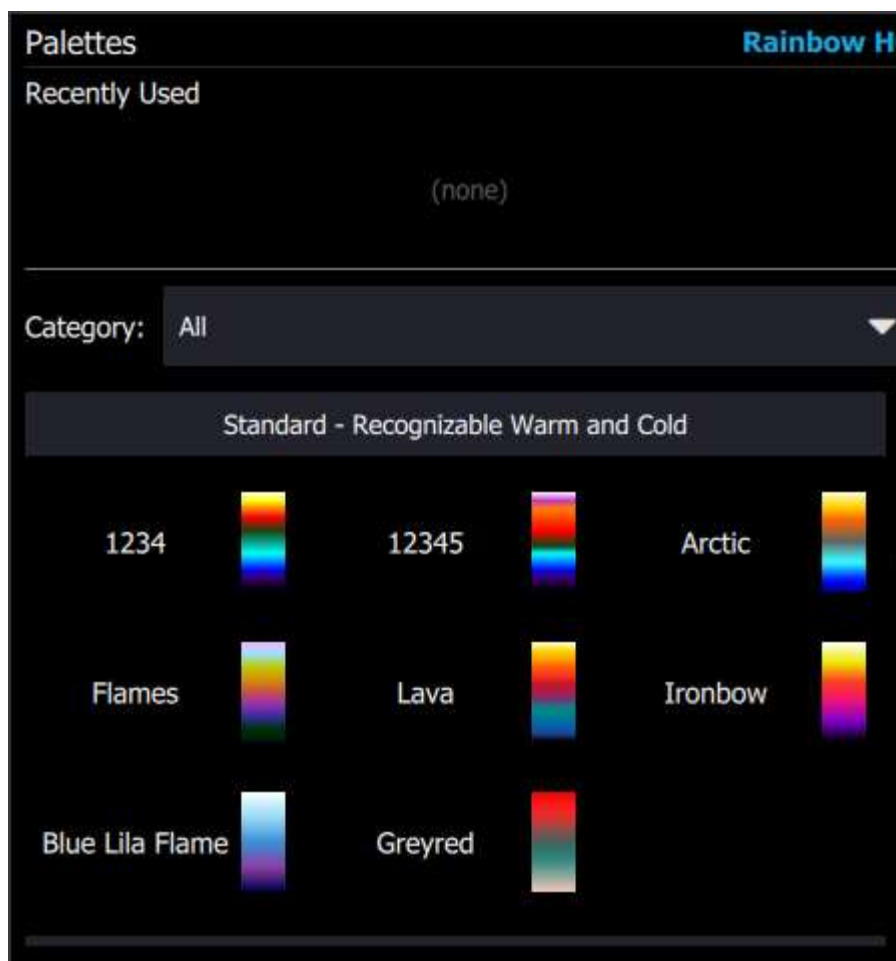 Palettes Rainbow H
Recently Used
(none)
Category: All
Standard - Recognizable Warm and Cold
1234 12345 Arctic
Flames Lava Ironbow
Blue Lila Flame Greyred